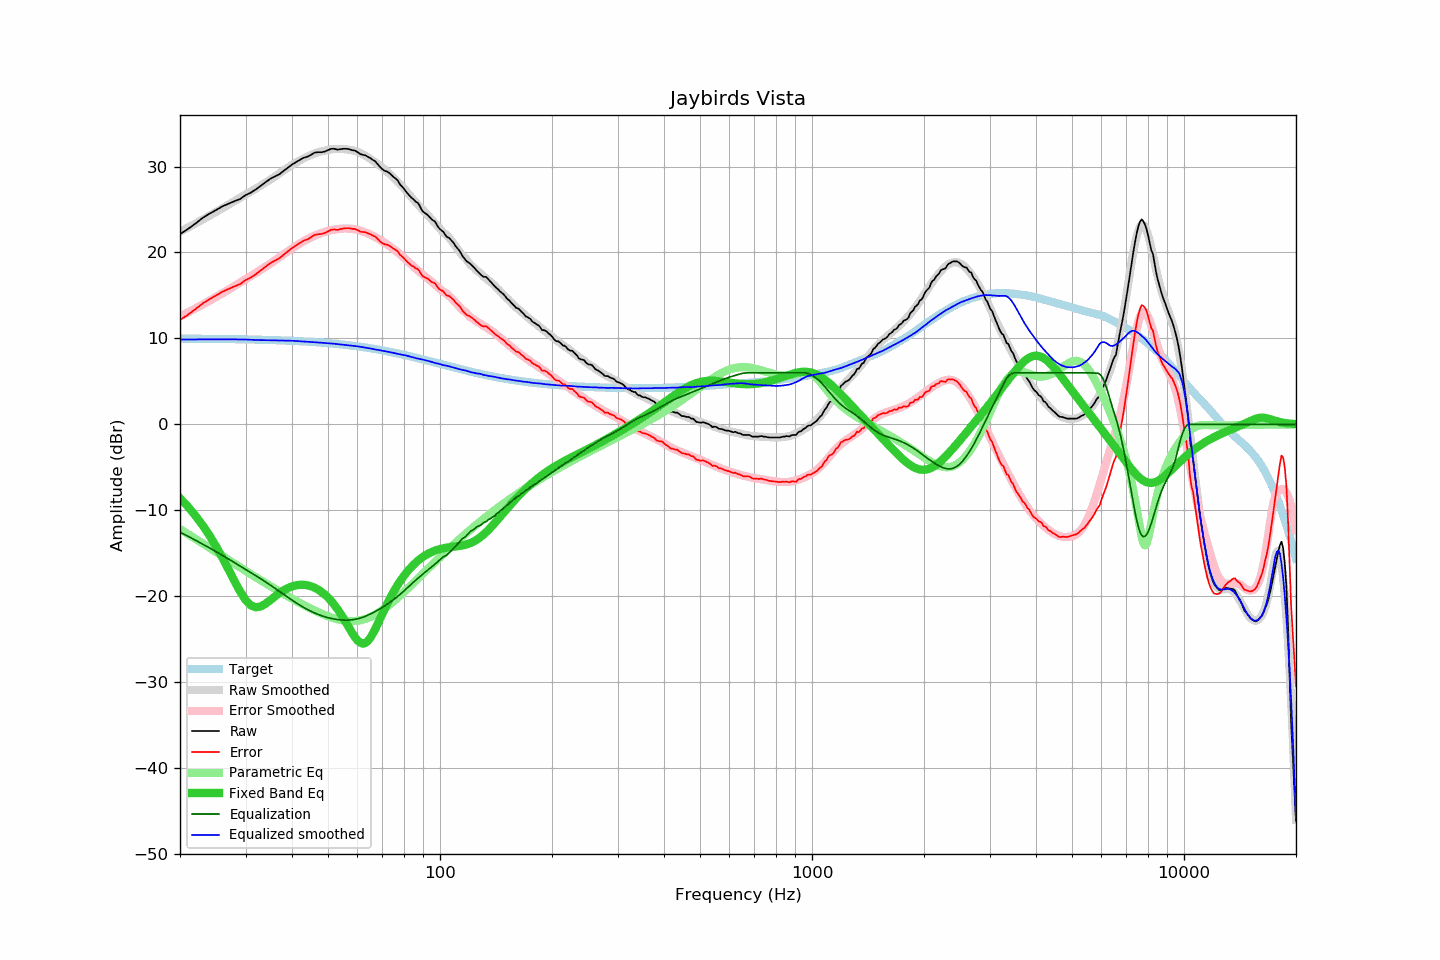 Jaybirds Vista
Amplitude (dBr)
30
20
10
0
−10
−20
−30
−40
−50
Target
Raw Smoothed
Error Smoothed
Raw
Error
Parametric Eq
Fixed Band Eq
Equalization
Equalized smoothed
100
1000
10000
Frequency (Hz)